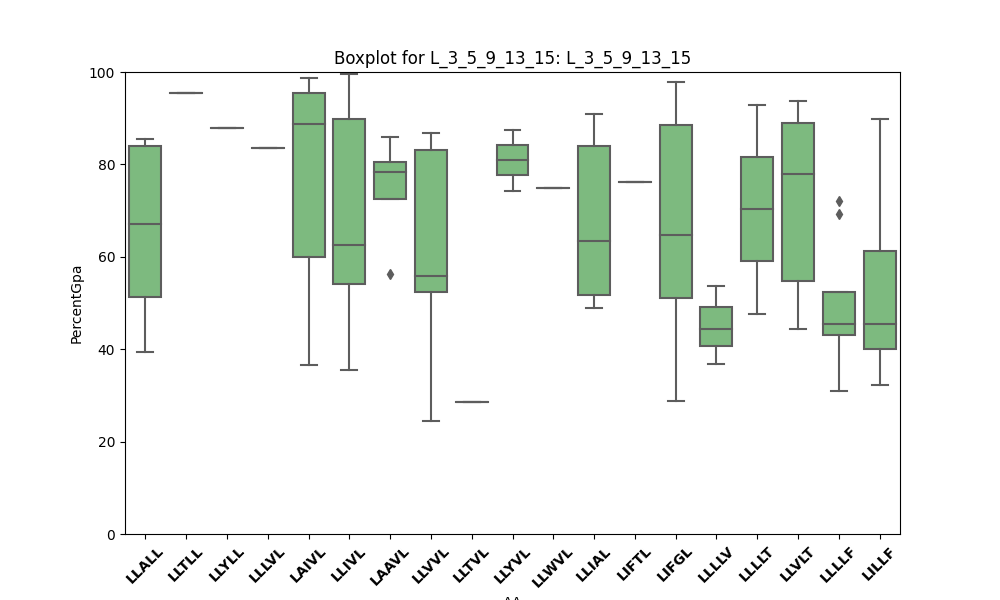 Boxplot for L_3_5_9_13_15: L_3_5_9_13_15
PercentGpa
100
80
60
40
20
0
LLALL LLTLL LLYLL LLLVL LAIVL LLIVL LAAVL LLVVL LLTVL LLYVL LLWVL LLIAL LIFTL LIFGL LLLLV LLLLT LLVLT LLLLF LILLF